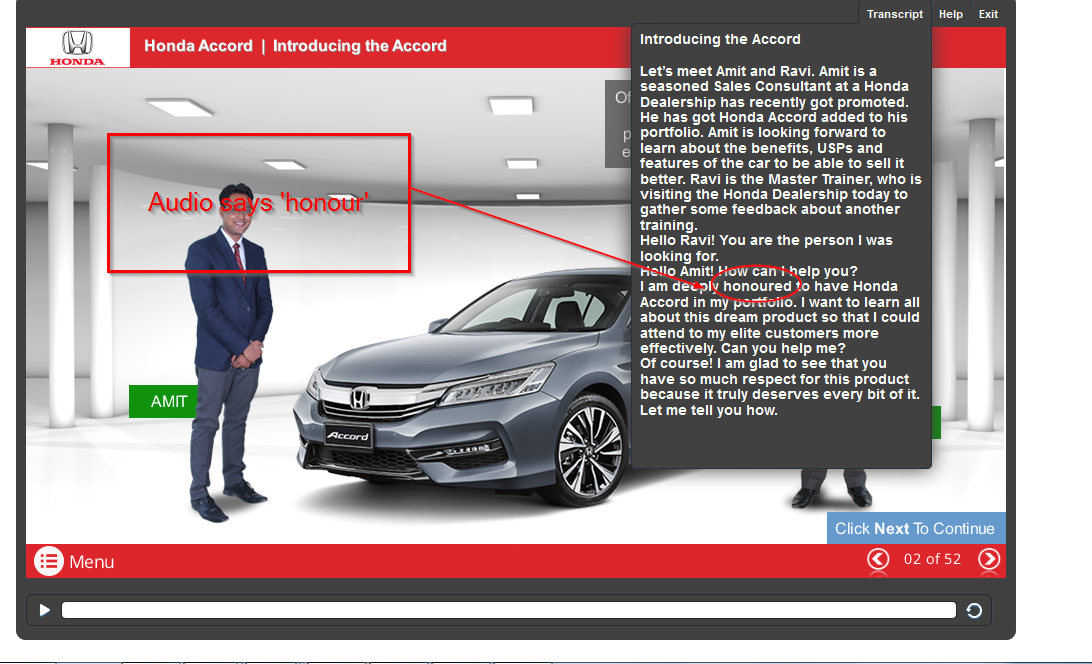 Transcript Help Exit
HONDA
Honda Accord | Introducing the Accord
Introducing the Accord
Let's meet Amit and Ravi. Amit is a
seasoned Sales Consultant at a Honda
Dealership has recently got promoted.
He has got Honda Accord added to his
portfolio. Amit is looking forward to
learn about the benefits, USPs and
features of the car to be able to sell it
better. Ravi is the Master Trainer, who is
visiting the Honda Dealership today to
gather some feedback about another
training.
Hello Ravi! You are the person I was
looking for.
Hello Amit! How can I help you?
I am deeply honoured to have Honda
Accord in my portfolio. I want to learn all
about this dream product so that I could
attend to my elite customers more
effectively. Can you help me?
Of course! I am glad to see that you
have so much respect for this product
because it truly deserves every bit of it.
Let me tell you how.
Audio says 'honour'
AMIT
Accord
Click Next To Continue
Menu
02 of 52